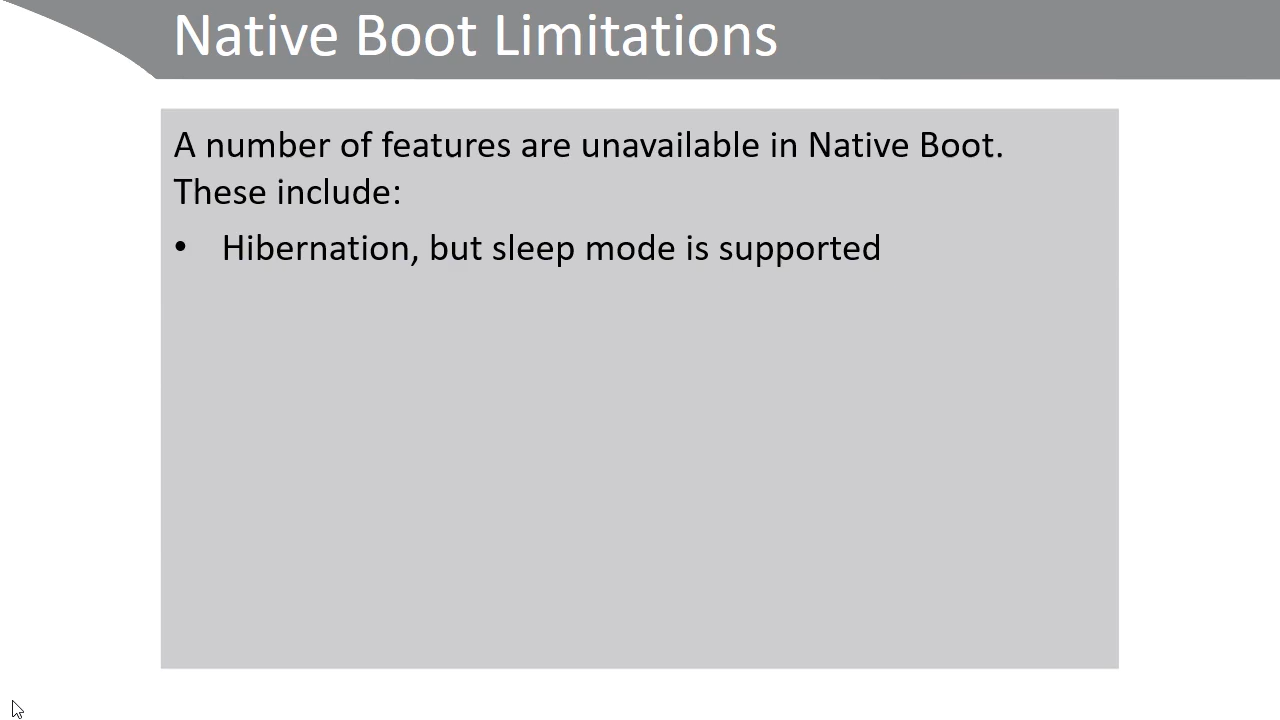 Native Boot Limitations
A number of features are unavailable in Native Boot.
These include:
• Hibernation, but sleep mode is supported